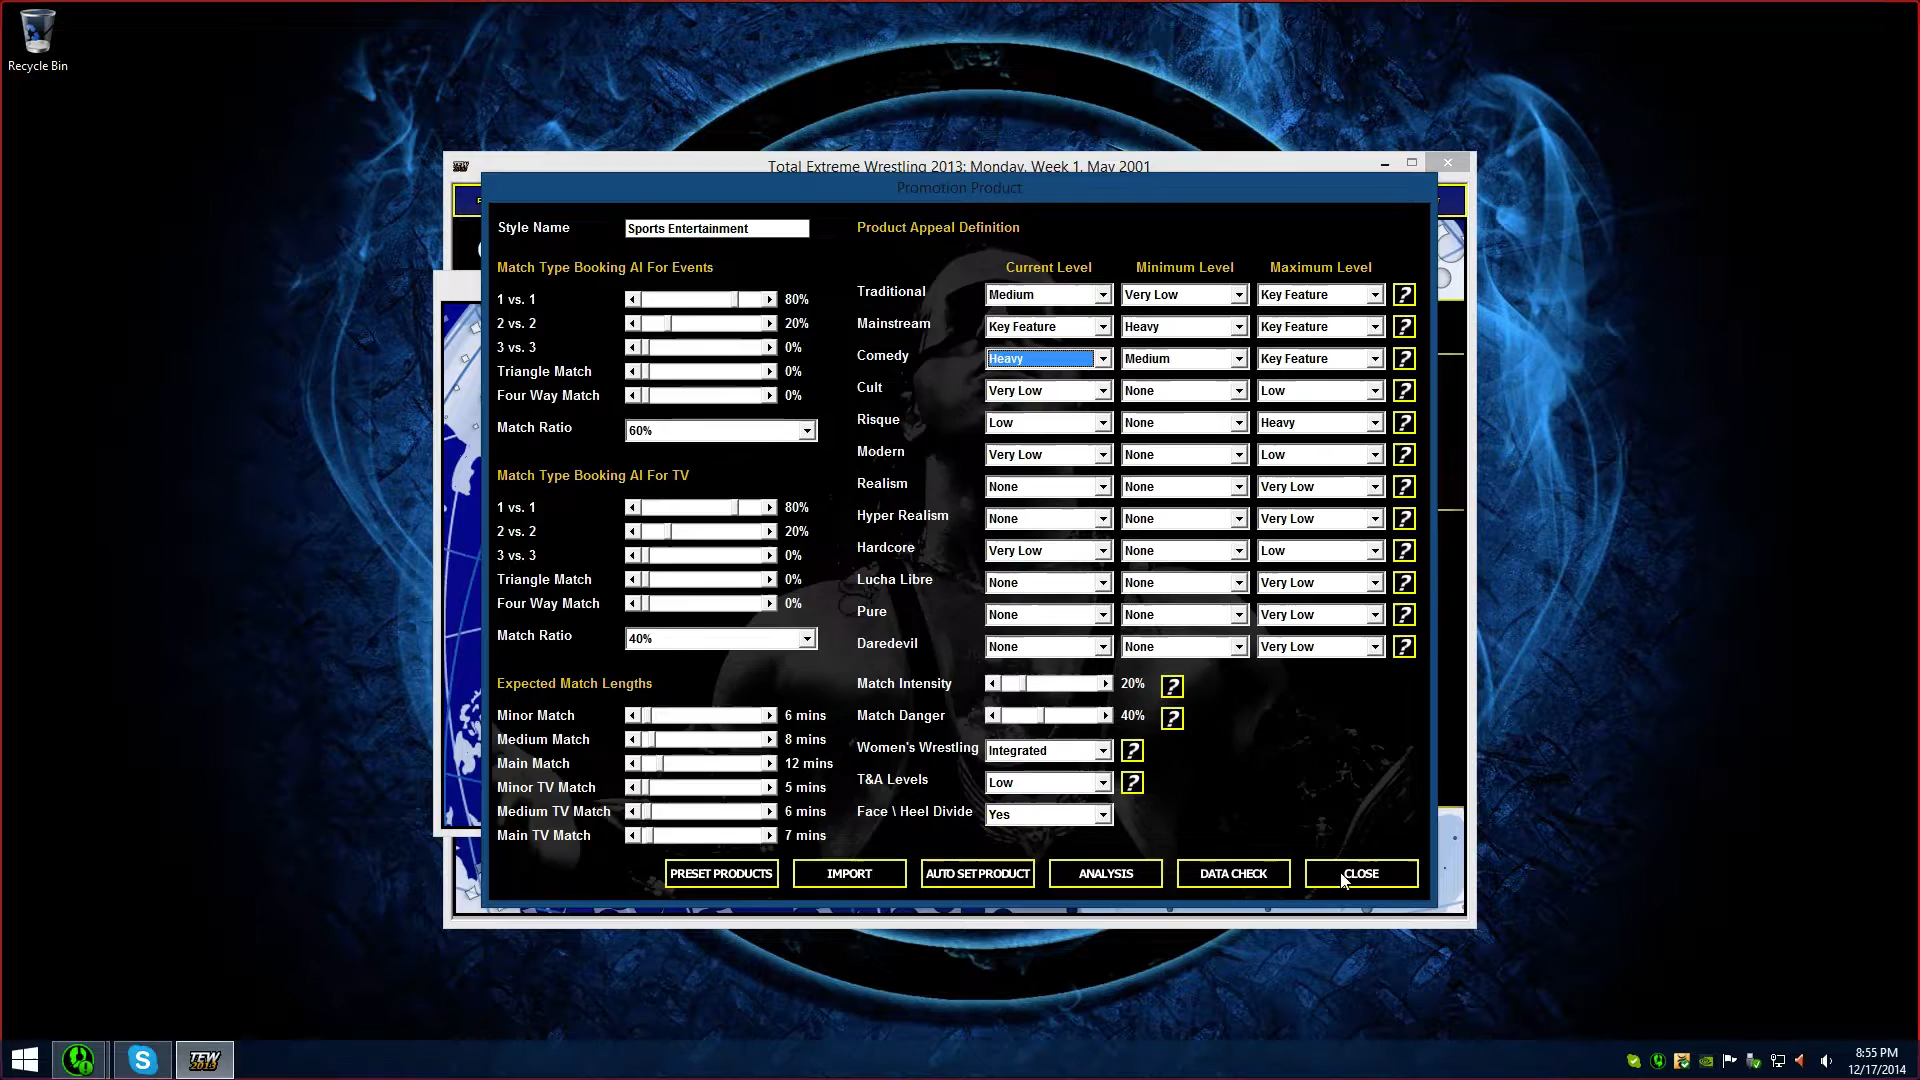 Recycle Bin
Total Extreme Wrestling 2013: Monday, Week 1, May 2001
Promotion Product
Style Name Sports Entertainment Product Appeal Definition
Match Type Booking AI For Events Current Level Minimum Level Maximum Level
1 vs. 1 80% Traditional Medium Very Low Key Feature ?
2 vs. 2 20% Mainstream Key Feature Heavy Key Feature ?
3 vs. 3 0% Comedy Heavy Medium Key Feature ?
Triangle Match 0%
Four Way Match 0% Cult Very Low None Low ?
Match Ratio 60% Risque Low None Heavy ?
Modern Very Low None Low ?
Match Type Booking AI For TV Realism None None Very Low ?
1 vs. 1 80% Hyper Realism None None Very Low ?
2 vs. 2 20%
3 vs. 3 0% Hardcore Very Low None Low ?
Triangle Match 0% Lucha Libre None None Very Low ?
Four Way Match 0% Pure None None Very Low ?
Match Ratio 40% Daredevil None None Very Low ?
Expected Match Lengths Match Intensity 20% ?
Minor Match 6 mins Match Danger 40% ?
Medium Match 8 mins Women's Wrestling Integrated ?
Main Match 12 mins
Minor TV Match 5 mins T&A Levels Low ?
Medium TV Match 6 mins Face \ Heel Divide Yes
Main TV Match 7 mins
PRESET PRODUCTS IMPORT AUTO SET PRODUCT ANALYSIS DATA CHECK CLOSE
TEW 2013
8:55 PM
12/17/2014